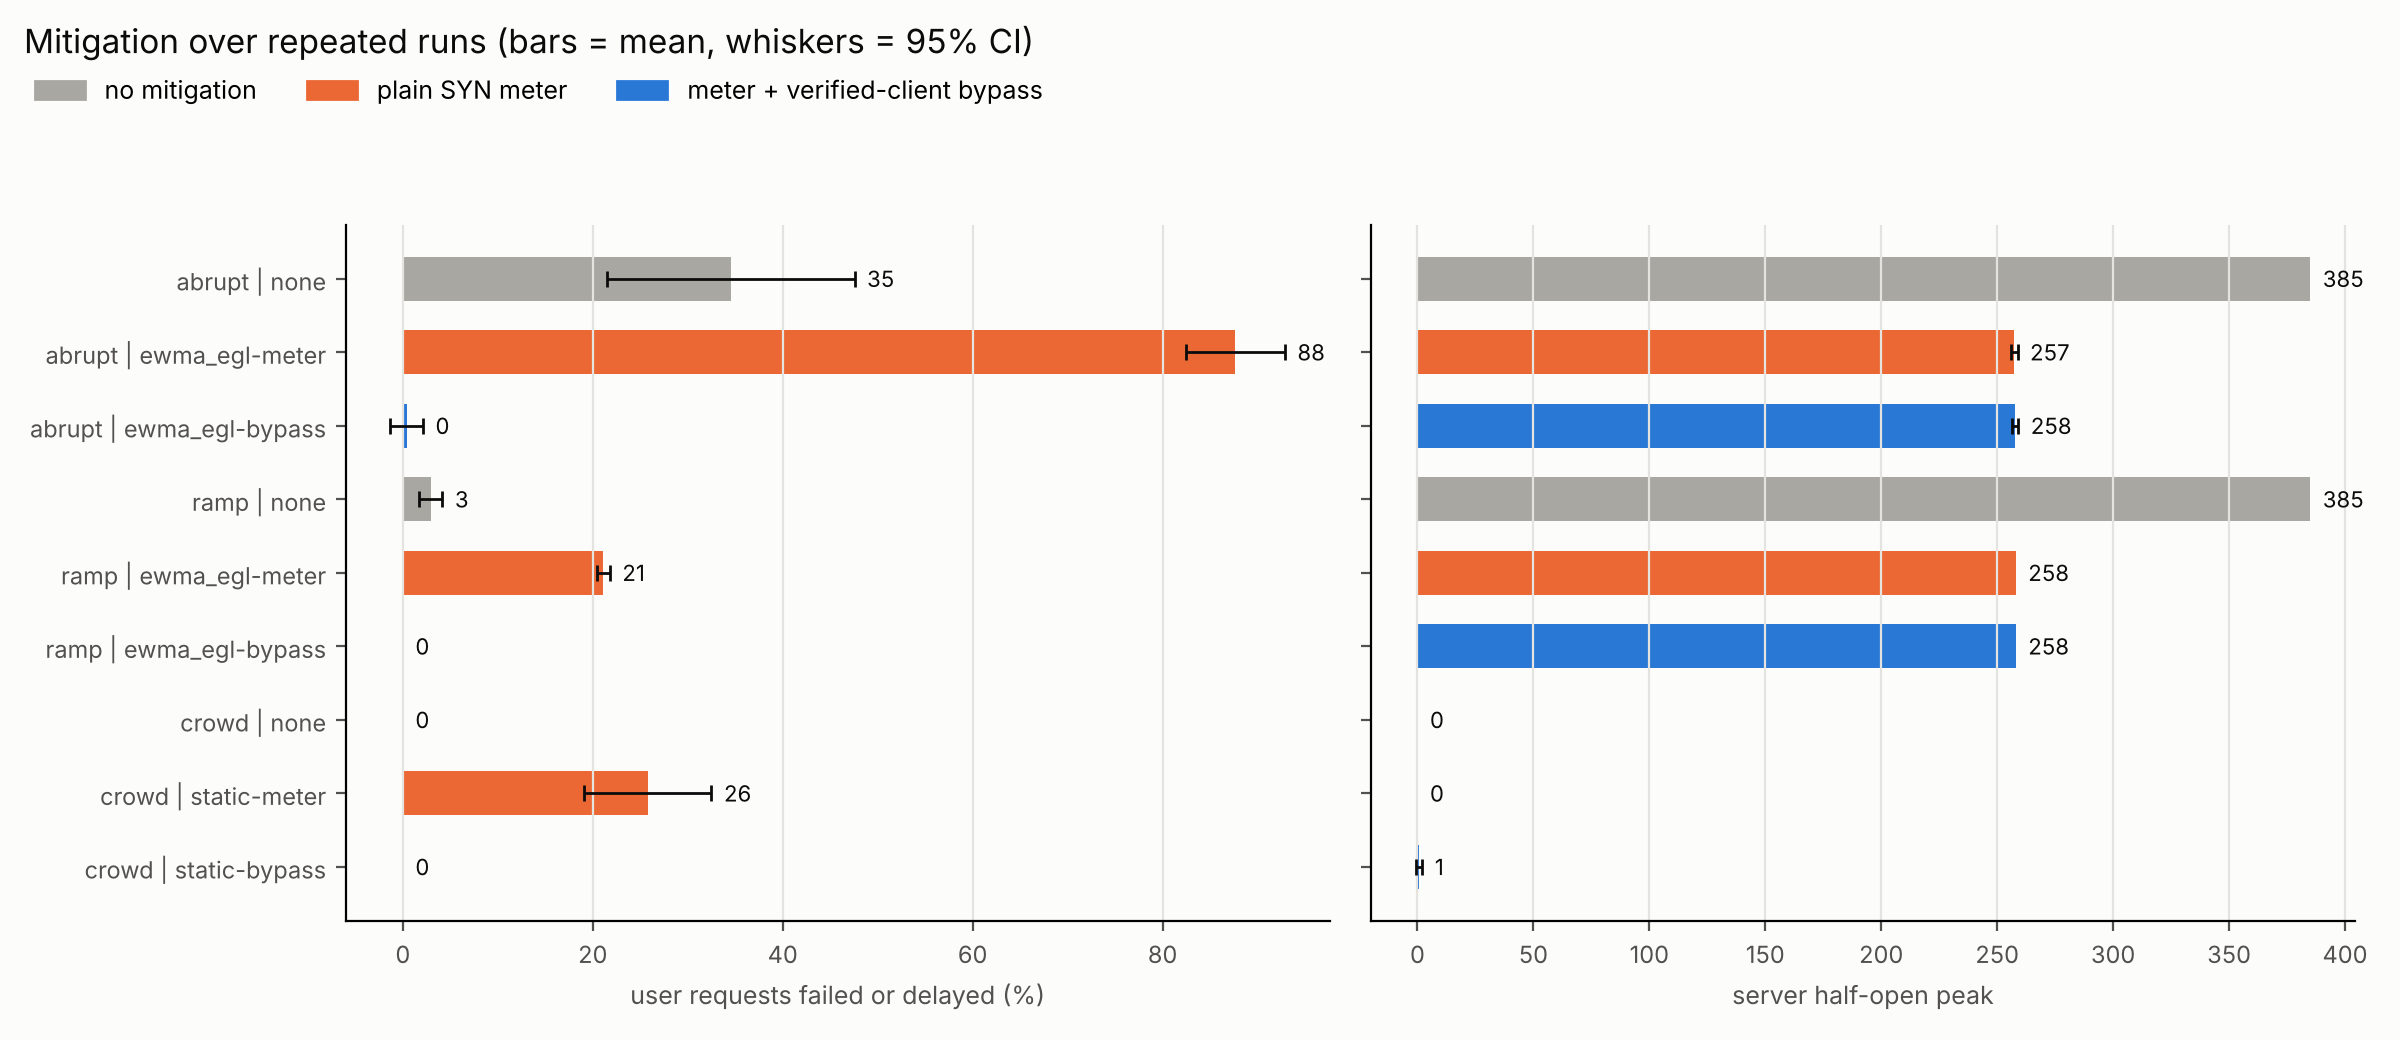 Mitigation over repeated runs (bars = mean, whiskers = 95% CI)
no mitigation plain SYN meter meter + verified-client bypass
abrupt | none 35 385
abrupt | ewma_egl-meter 88 257
abrupt | ewma_egl-bypass 0 258
ramp | none 3 385
ramp | ewma_egl-meter 21 258
ramp | ewma_egl-bypass 0 258
crowd | none 0 0
crowd | static-meter 26 0
crowd | static-bypass 0 1
0 20 40 60 80 0 50 100 150 200 250 300 350 400
user requests failed or delayed (%) server half-open peak